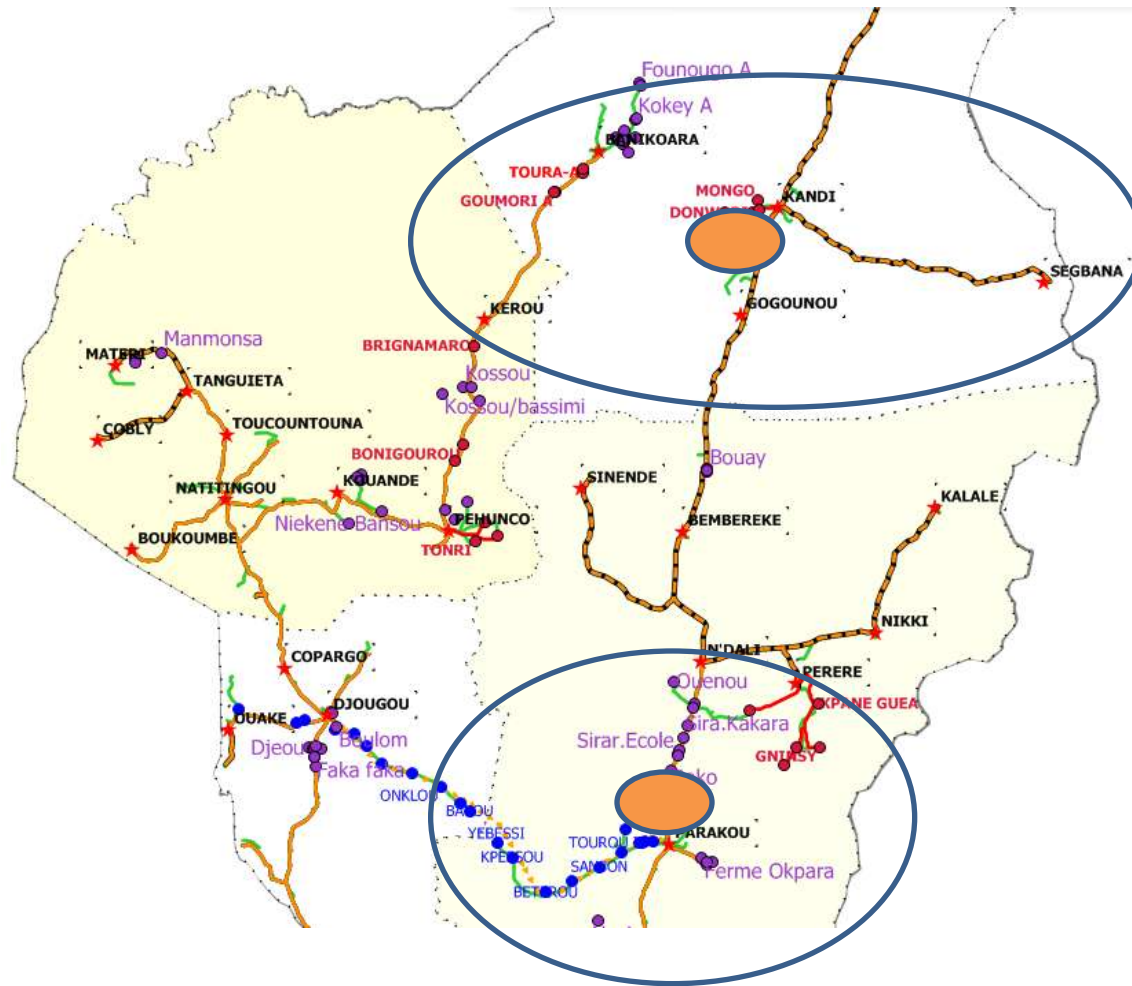 Founougo A
Kokey A
BANIKOARA
TOURA-A
GOUMORI A
MONGO
KANDI
SEGBANA
GOGOUNOU
KEROU
BRIGNAMARO
Manmonsa
MATERI
TANGUIETA
Kossou
Kossou/bassimi
COBLY
TOUCOUNTOUNA
BONIGOUROU
Bouay
SINENDE
KALALE
KOUANDE
NATITINGOU
Niekene Bansou
PEHUNCO
BEMBEREKE
BOUKOUMBE
TONRI
NIKKI
COPARGO
N'DALI
PERERE
Ouenou
KPANE GUEA
DJOUGOU
OUAKE
Sira.Kakara
Djeou
Boulom
Sirar.Ecole
GNINSY
Faka faka
ONKLOU
YEBESSI
TOUROU
PARAKOU
KPESSOU
Ferme Okpara
BETEROU